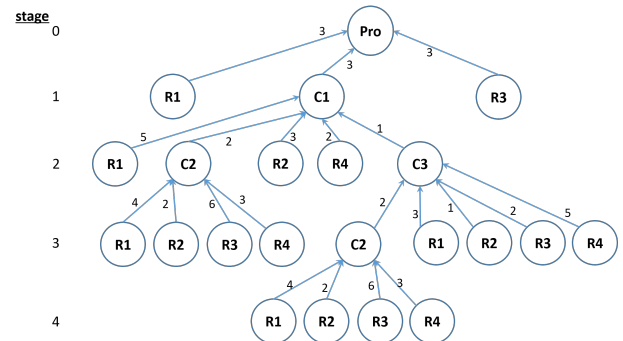 stage
0 3 Pro 3
3
1 R1 C1 R3
5 2 3 2 1
2 R1 C2 R2 R4 C3
4 2 6 3 2 3 1 2 5
3 R1 R2 R3 R4 C2 R1 R2 R3 R4
4 2 6 3
4 R1 R2 R3 R4